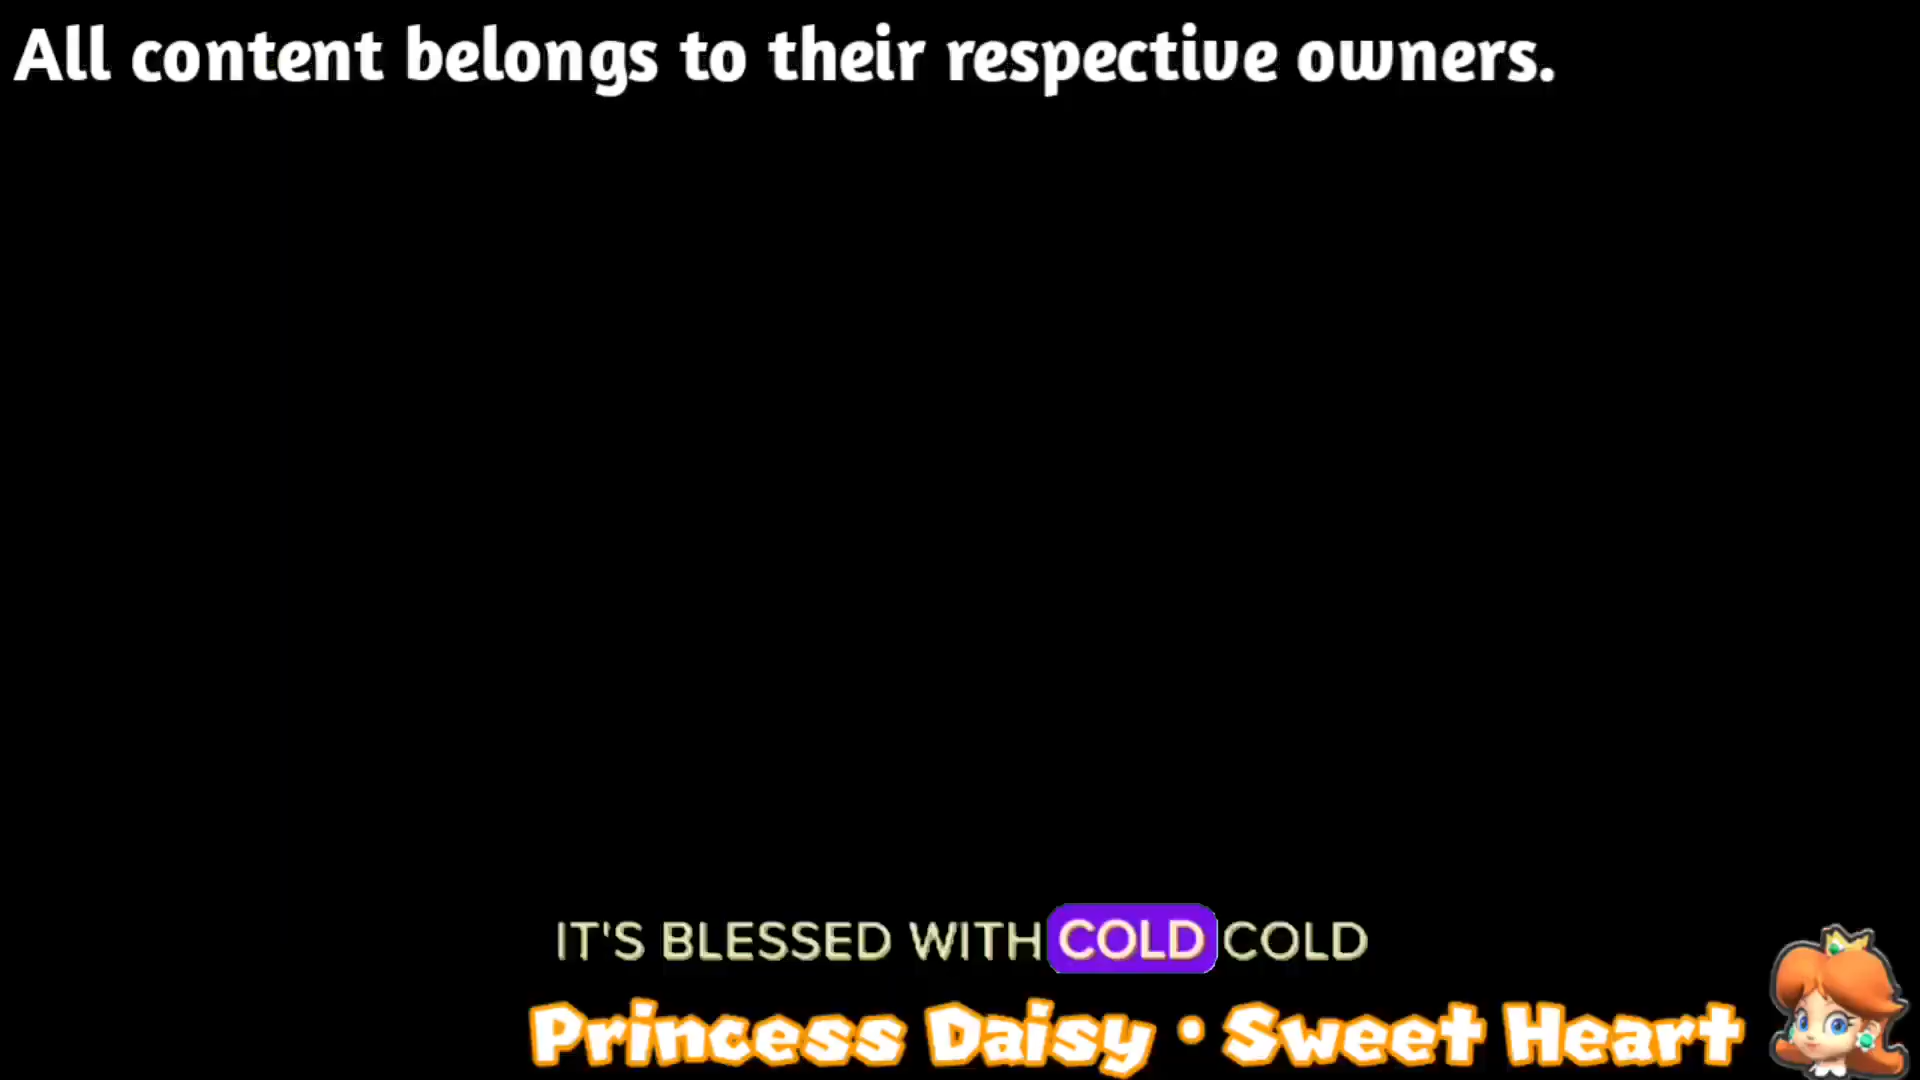 All content belongs to their respective owners.
IT'S BLESSED WITH COLD COLD
Princess Daisy • Sweet Heart